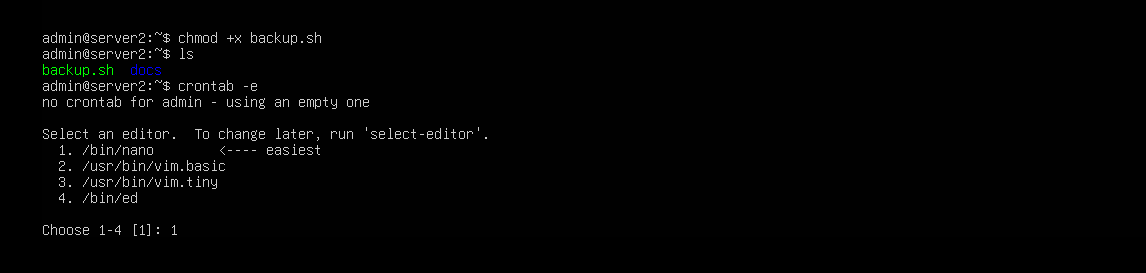 admin@server2:~$ chmod +x backup.sh
admin@server2:~$ ls
backup.sh  docs
admin@server2:~$ crontab -e
no crontab for admin - using an empty one

Select an editor.  To change later, run 'select-editor'.
  1. /bin/nano        <---- easiest
  2. /usr/bin/vim.basic
  3. /usr/bin/vim.tiny
  4. /bin/ed

Choose 1-4 [1]: 1